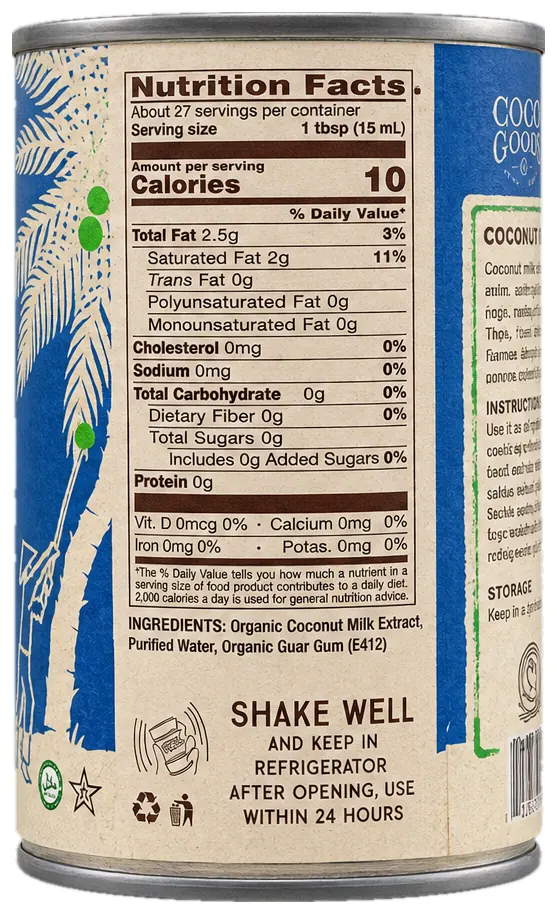 Nutrition Facts
About 27 servings per container
Serving size 1 tbsp (15 mL)
Amount per serving
Calories 10
% Daily Value*
Total Fat 2.5g 3%
Saturated Fat 2g 11%
Trans Fat 0g
Polyunsaturated Fat 0g
Monounsaturated Fat 0g
Cholesterol 0mg 0%
Sodium 0mg 0%
Total Carbohydrate 0g 0%
Dietary Fiber 0g 0%
Total Sugars 0g
Includes 0g Added Sugars 0%
Protein 0g
Vit. D 0mcg 0% · Calcium 0mg 0%
Iron 0mg 0% · Potas. 0mg 0%
*The % Daily Value tells you how much a nutrient in a
serving size of food product contributes to a daily diet.
2,000 calories a day is used for general nutrition advice.
INGREDIENTS: Organic Coconut Milk Extract,
Purified Water, Organic Guar Gum (E412)
SHAKE WELL
AND KEEP IN
REFRIGERATOR
AFTER OPENING, USE
WITHIN 24 HOURS
COCO
GOODS
COCONUT
Coconut milk
INSTRUCTIONS
Use it as
STORAGE
Keep in a